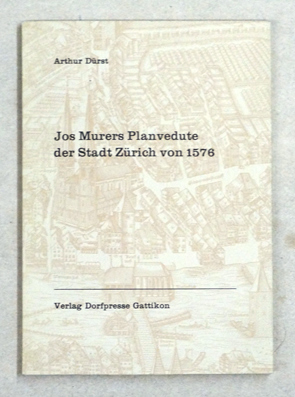 Arthur Dürst
Jos Murers Planvedute
der Stadt Zürich von 1576
Verlag Dorfpresse Gattikon